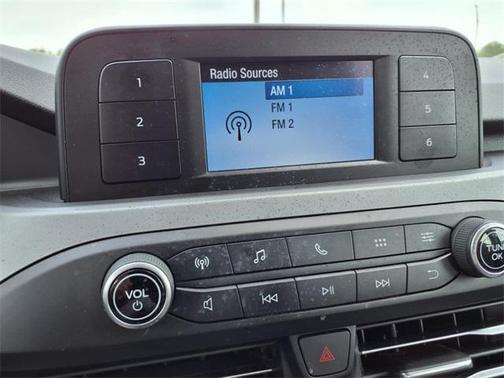 Radio Sources
AM 1
FM 1
FM 2
1
2
3
4
5
6
VOL
TUNE
OK